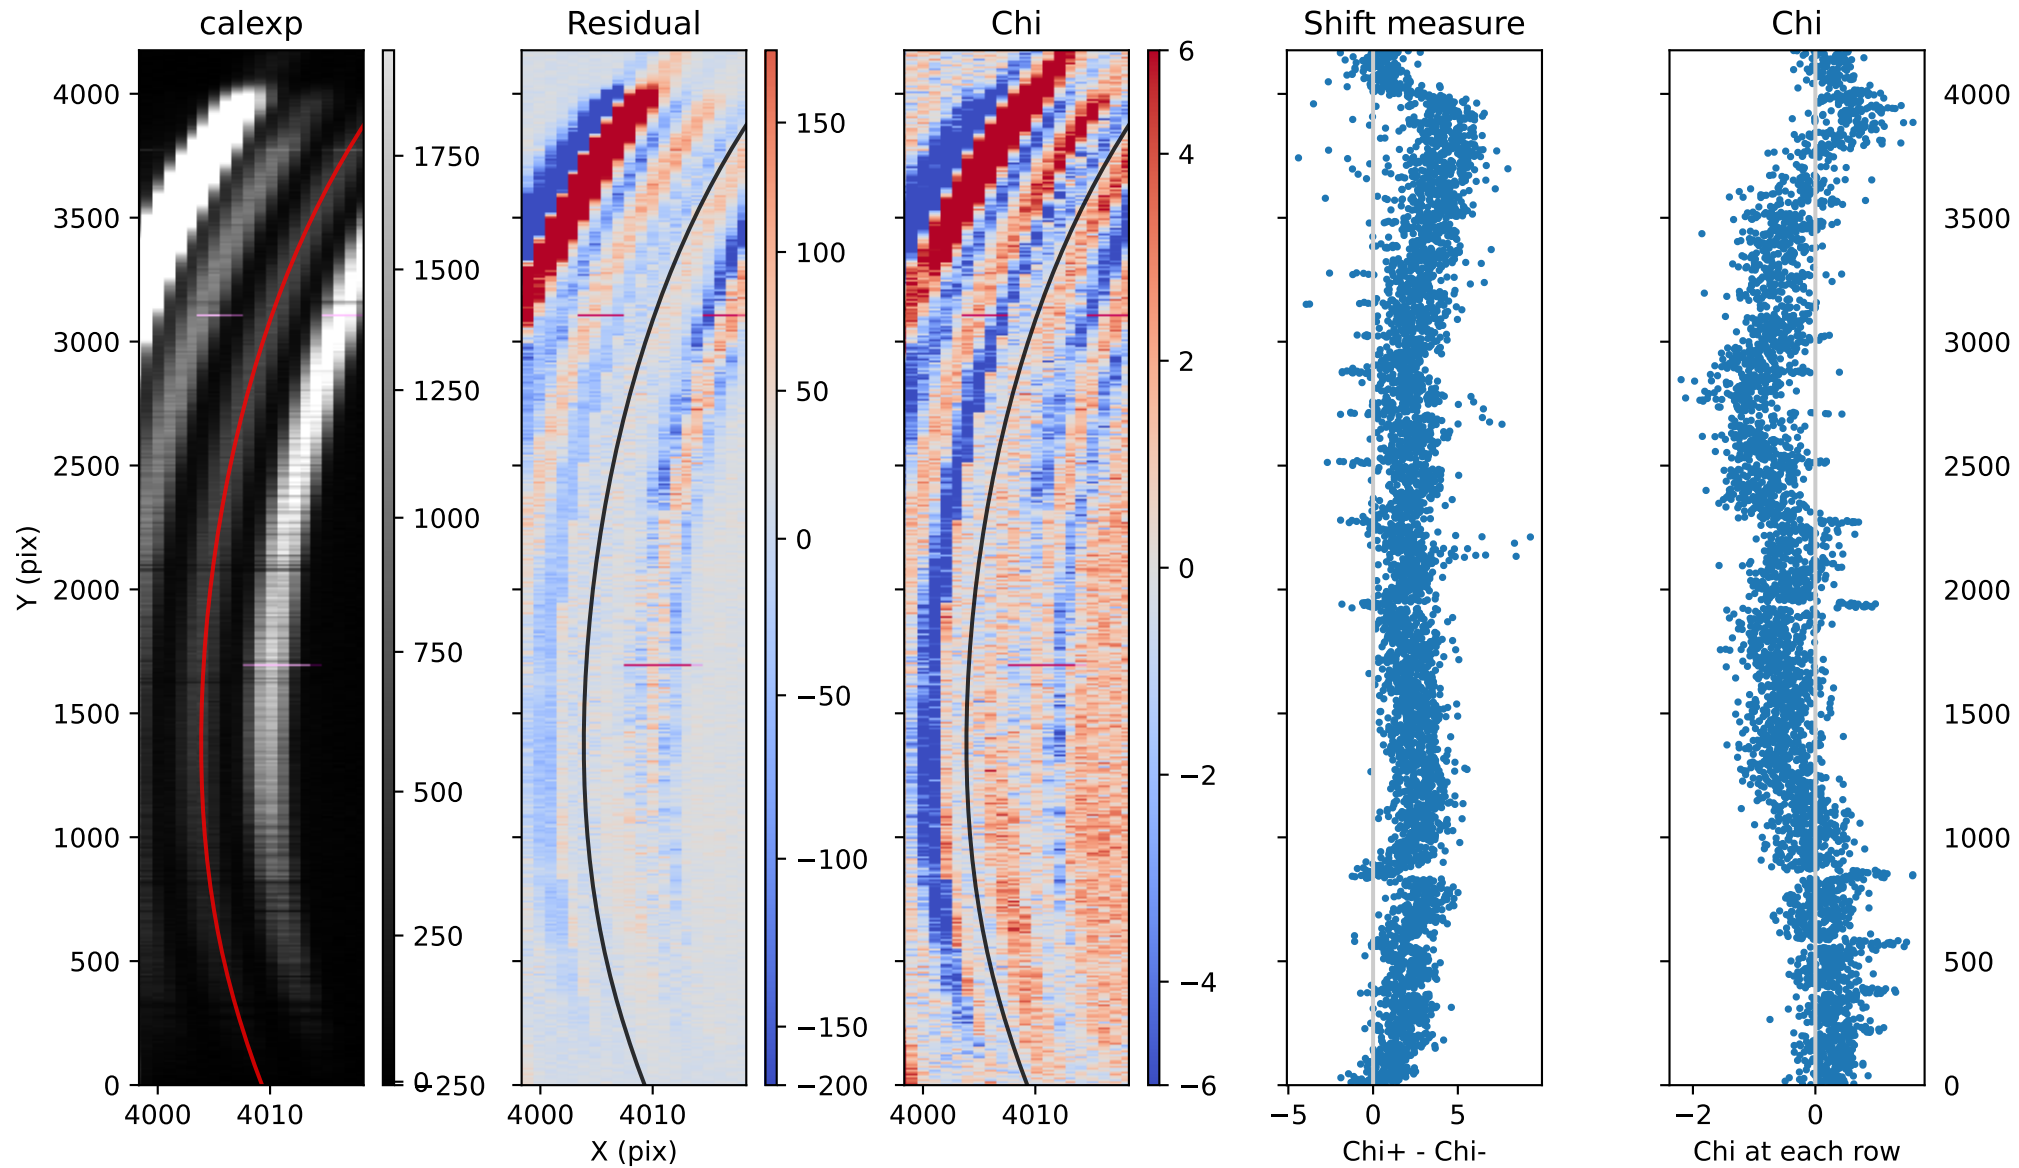 calexp Residual Chi Shift measure Chi
4000 3500 3000 2500 2000 1500 1000 500 0
Y (pix)
4000 4010
1750 1500 1250 1000 750 500 250 0 −250
4000 4010
X (pix)
150 100 50 0 −50 −100 −150 −200
4000 4010
6 4 2 0 −2 −4 −6
−5 0 5
Chi+ - Chi-
−2 0
Chi at each row
4000 3500 3000 2500 2000 1500 1000 500 0